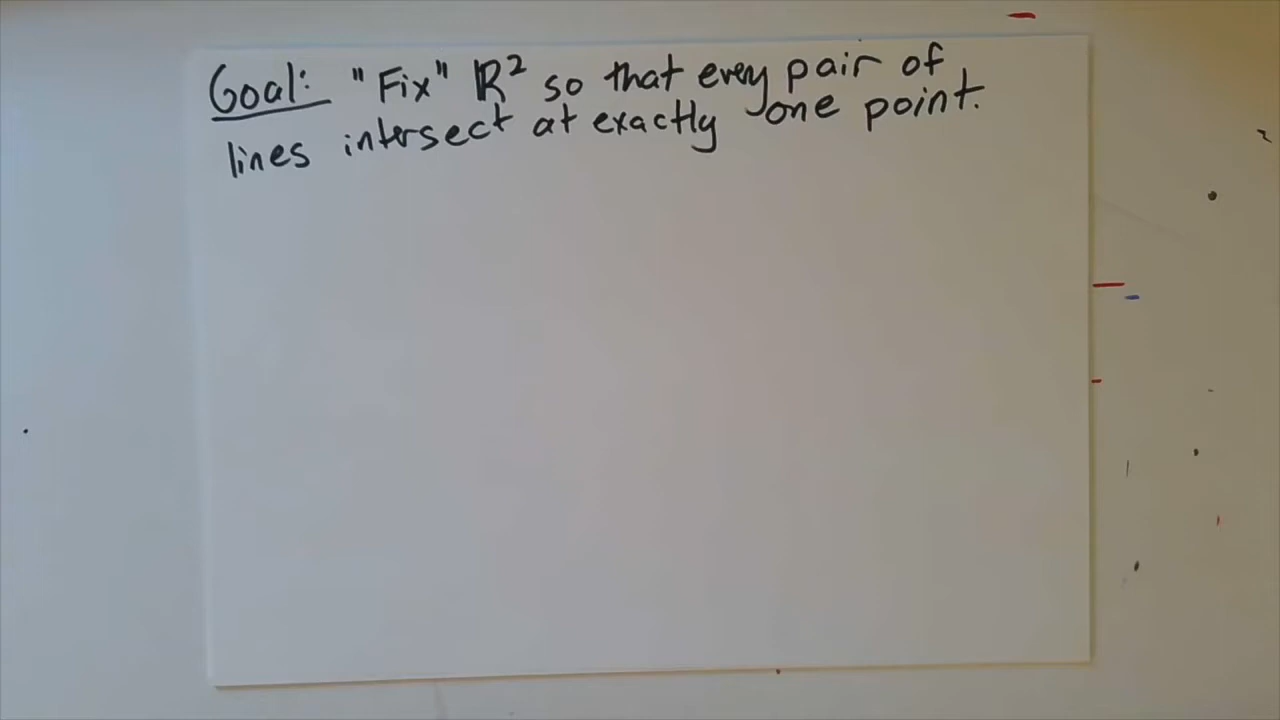 Goal: "Fix" ℝ² so that every pair of
lines intersect at exactly one point.